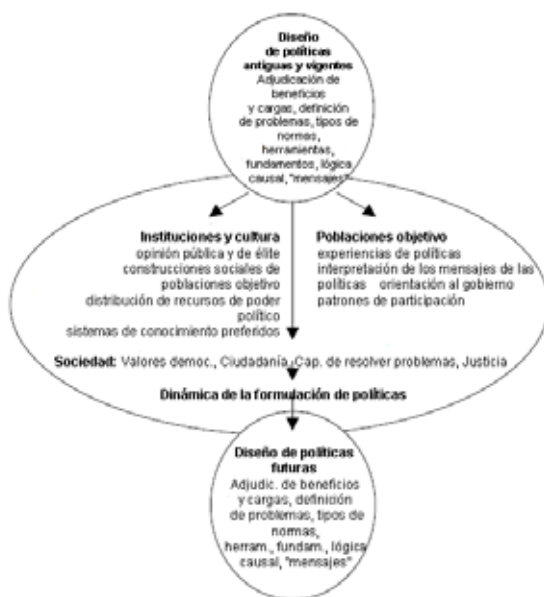 Diseño
de políticas
antiguas y vigentes
Adjudicación de
beneficios
y cargas, definición
de problemas, tipos de
normas,
herramientas,
fundamentos, lógica
causal, "mensajes"
Instituciones y cultura
opinión pública y de élite
construcciones sociales de
poblaciones objetivo
distribución de recursos de poder
político
sistemas de conocimiento preferidos
Poblaciones objetivo
experiencias de políticas
interpretación de los mensajes de las
políticas orientación al gobierno
patrones de participación
Sociedad: Valores democ., Ciudadanía, Cap. de resolver problemas, Justicia
Dinámica de la formulación de políticas
Diseño de políticas
futuras
Adjudic. de beneficios
y cargas, definición
de problemas, tipos de
normas,
herram., fundam., lógica
causal, "mensajes"